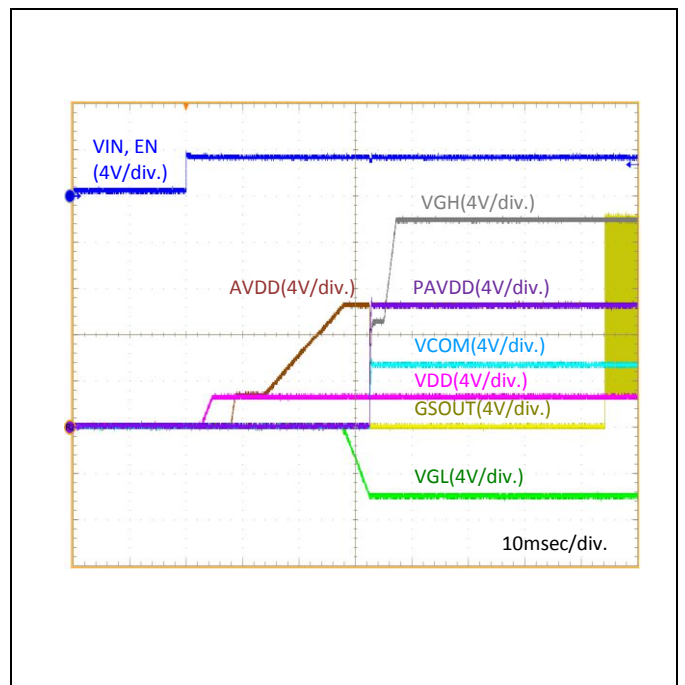 VIN, EN
(4V/div.)
VGH(4V/div.)
AVDD(4V/div.)
PAVDD(4V/div.)
VCOM(4V/div.)
VDD(4V/div.)
GSOUT(4V/div.)
VGL(4V/div.)
10msec/div.